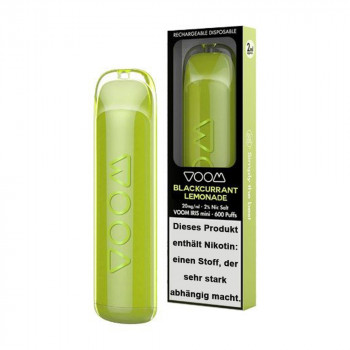 RECHARGEABLE DISPOSABLE
2ml
VOOM
VOOM
BLACKCURRANT
LEMONADE
20mg/ml - 2% Nic Salt
VOOM IRIS mini - 600 Puffs
Dieses Produkt
enthält Nikotin:
einen Stoff, der
sehr stark
abhängig macht.